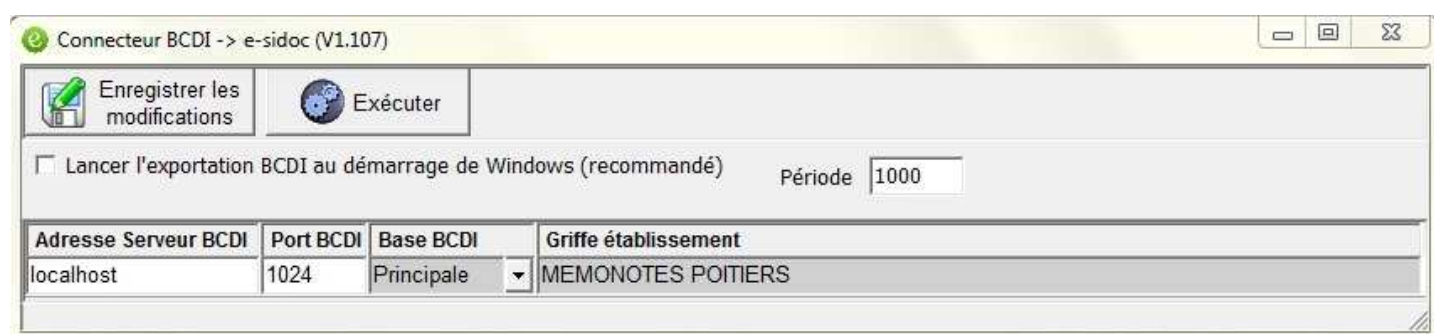 Connecteur BCDI -> e-sidoc (V1.107)
Enregistrer les
modifications
Exécuter
Lancer l'exportation BCDI au démarrage de Windows (recommandé)
Période 1000
Adresse Serveur BCDI Port BCDI Base BCDI Griffe établissement
localhost 1024 Principale MEMONOTES POITIERS